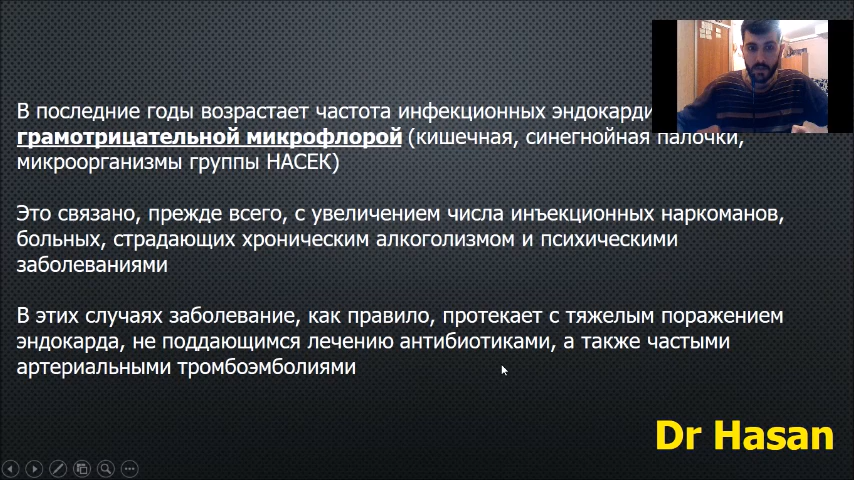 В последние годы возрастает частота инфекционных эндокарди
грамотрицательной микрофлорой (кишечная, синегнойная палочки,
микроорганизмы группы НАСЕК)
Это связано, прежде всего, с увеличением числа инъекционных наркоманов,
больных, страдающих хроническим алкоголизмом и психическими
заболеваниями
В этих случаях заболевание, как правило, протекает с тяжелым поражением
эндокарда, не поддающимся лечению антибиотиками, а также частыми
артериальными тромбоэмболиями
Dr Hasan